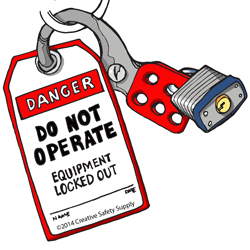 DANGER
DO NOT
OPERATE
EQUIPMENT
LOCKED OUT
NAME DATE
©2014 Creative Safety Supply